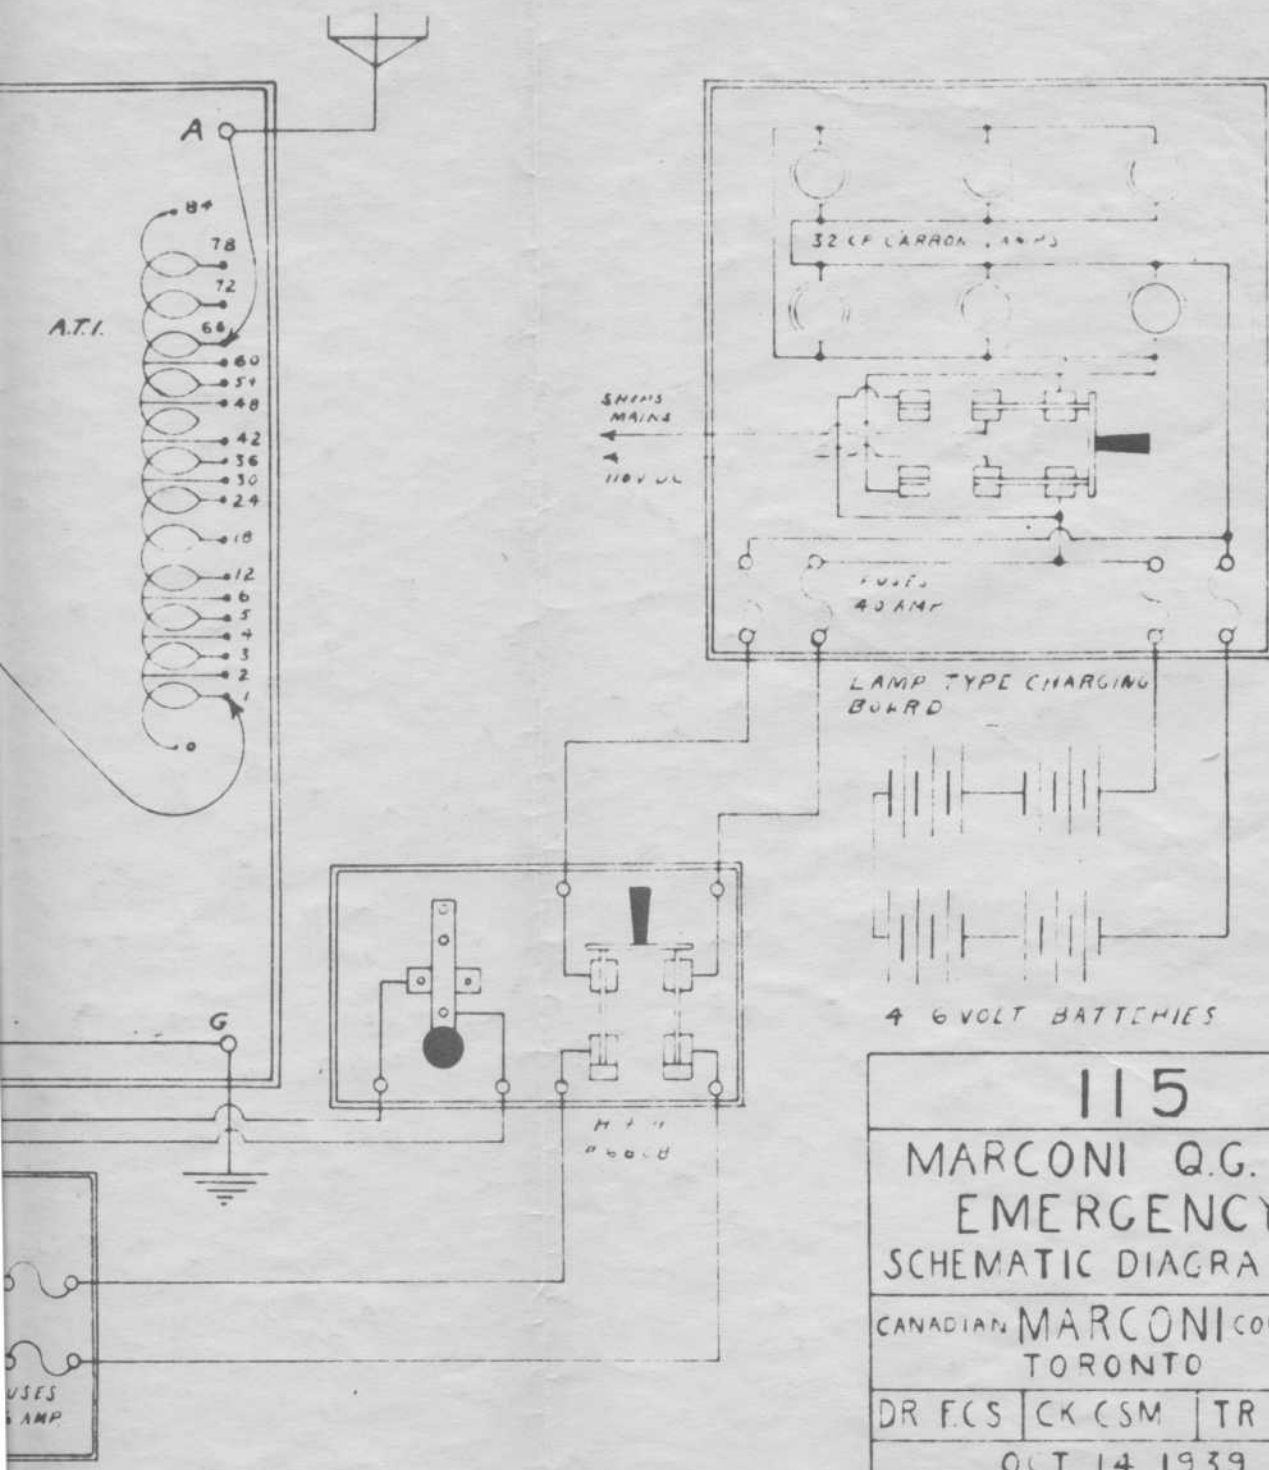 A
84
78
72
66
60
54
48
42
36
30
24
18
12
6
5
4
3
2
1
0
A.T.I.
G
USES
AMP.
32 CP CARBON LAMPS
SHIPS
MAINS
110 V D.C
FUSES
40 AMP
LAMP TYPE CHARGING
BOARD
4 6 VOLT BATTERIES
115
MARCONI Q.G.
EMERGENCY
SCHEMATIC DIAGRA
CANADIAN MARCONI CO
TORONTO
DR F.C.S CK CSM TR
OCT 14 1939